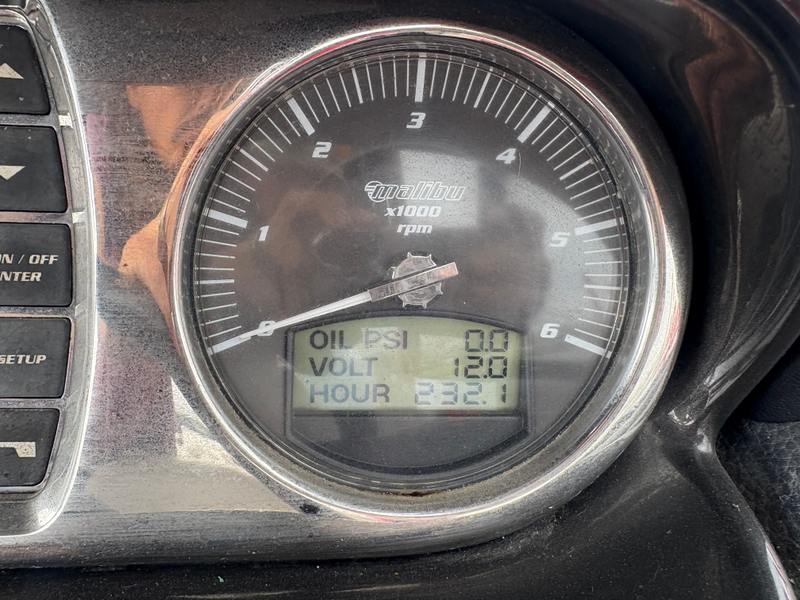 ON / OFF
ENTER
SETUP
0
1
2
3
4
5
6
malibu
x1000
rpm
OIL PSI 0.0
VOLT 12.0
HOUR 232.1